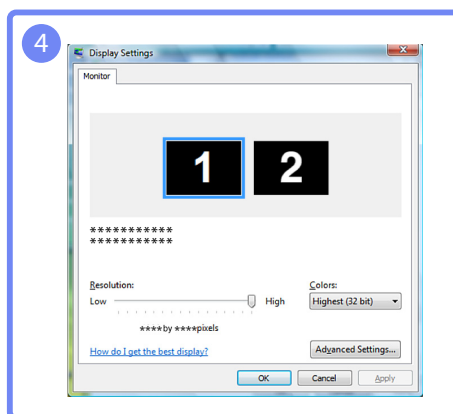 4
Display Settings
Monitor
1 2
***********
***********
Resolution:
Colors:
Low High Highest (32 bit)
****by ****pixels
How do I get the best display?
Advanced Settings...
OK Cancel Apply